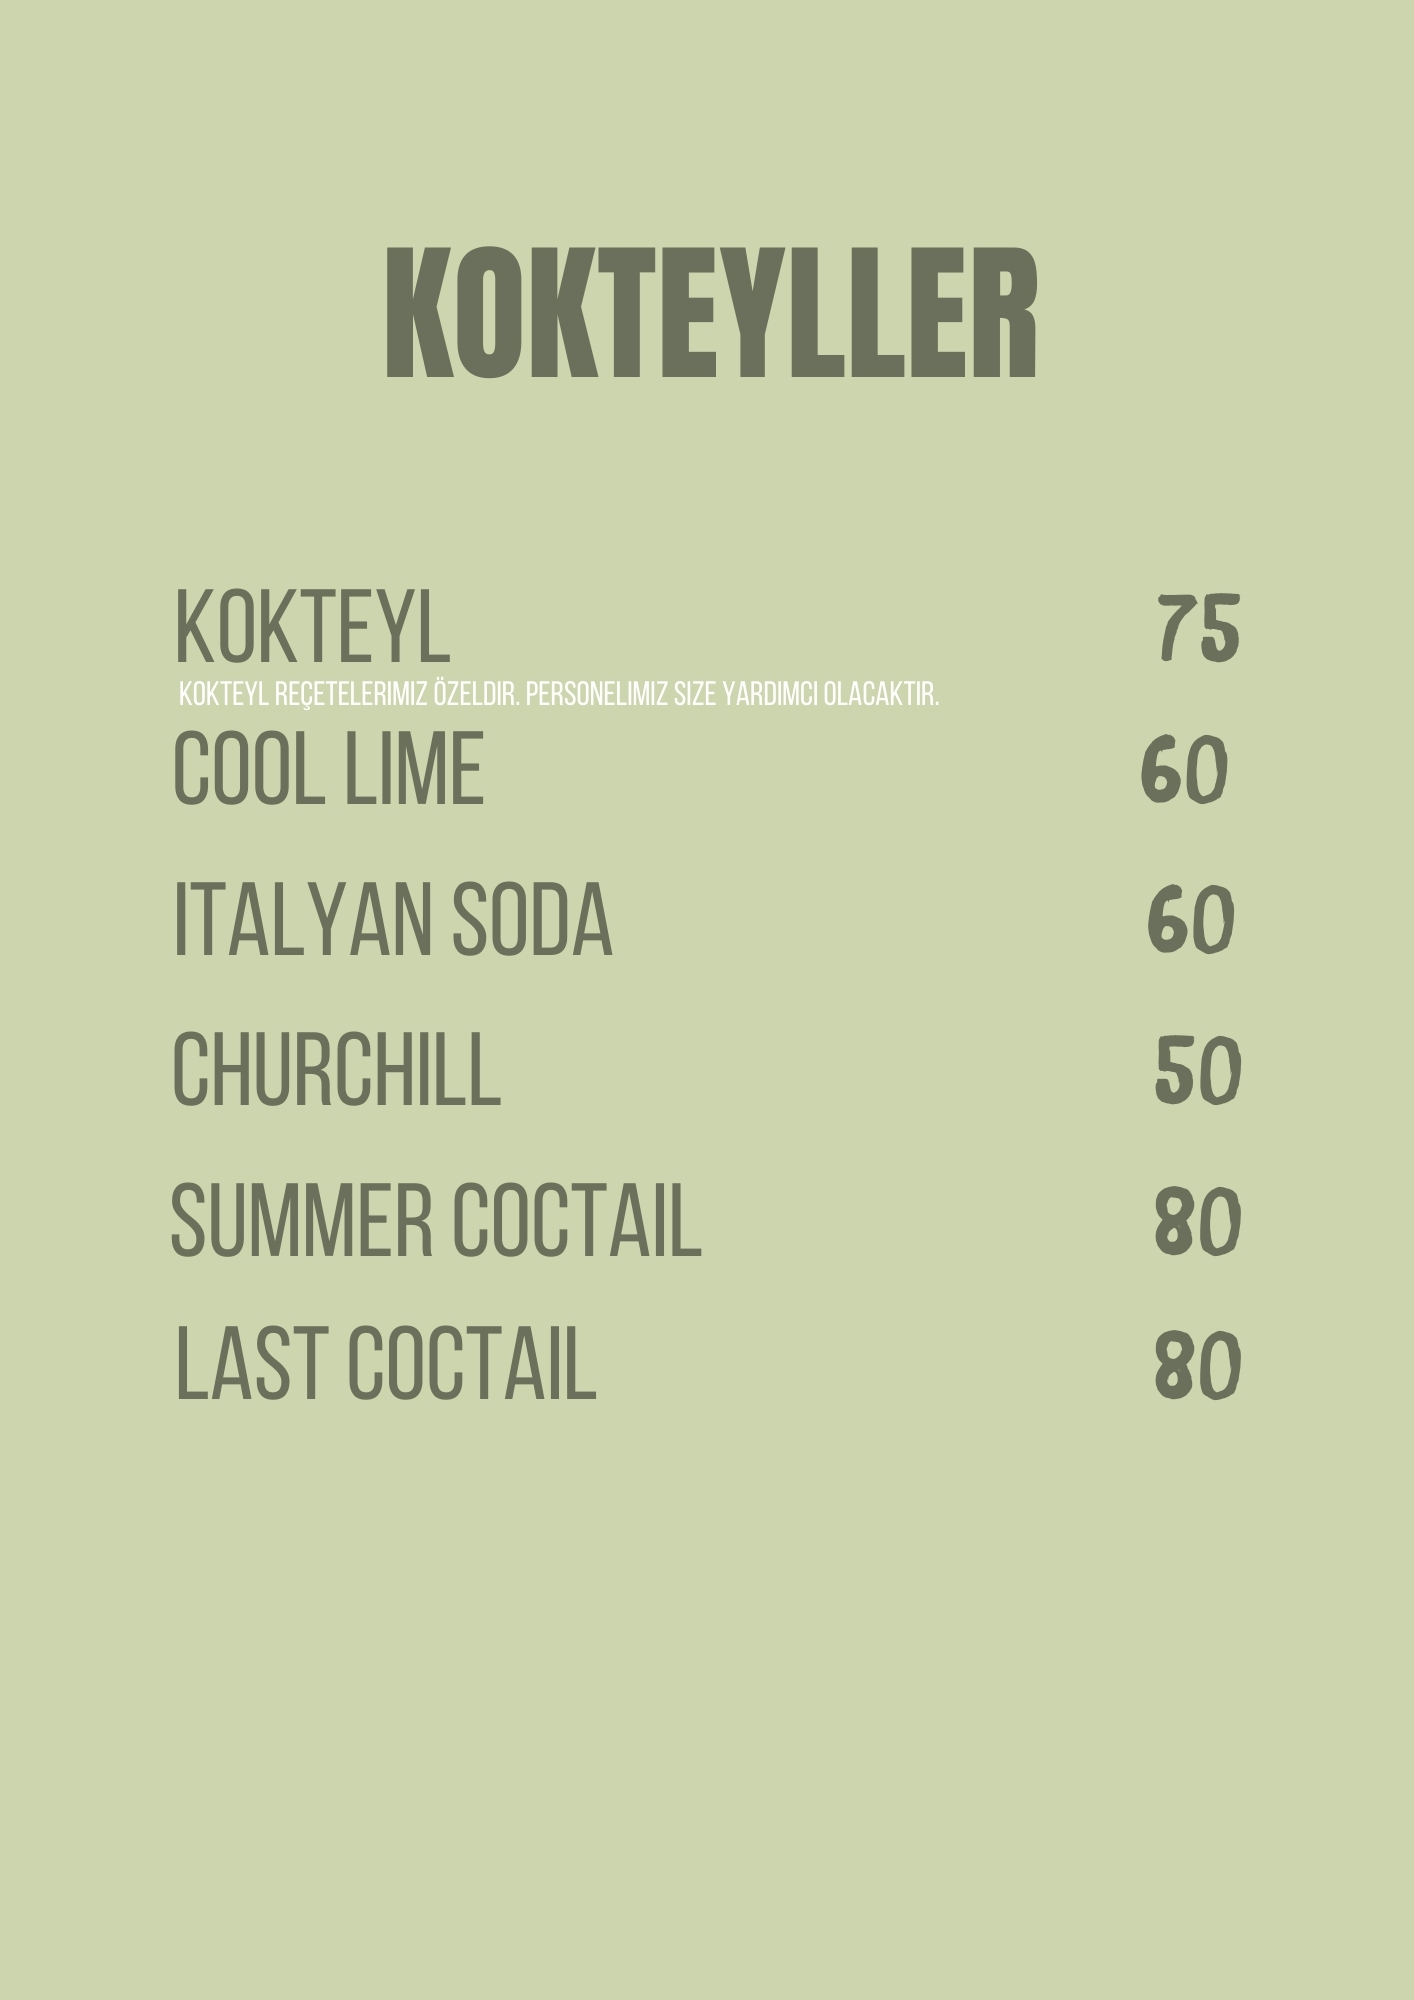 KOKTEYLLER
KOKTEYL 75
KOKTEYL REÇETELERIMIZ ÖZELDIR. PERSONELIMIZ SIZE YARDIMCI OLACAKTIR.
COOL LIME 60
ITALYAN SODA 60
CHURCHILL 50
SUMMER COCTAIL 80
LAST COCTAIL 80